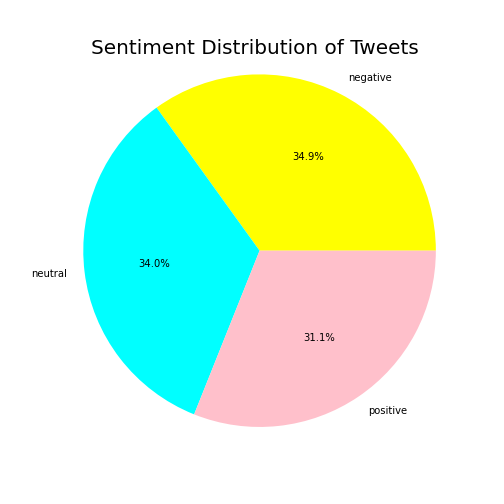 Sentiment Distribution of Tweets
negative
34.9%
34.0%
neutral
31.1%
positive